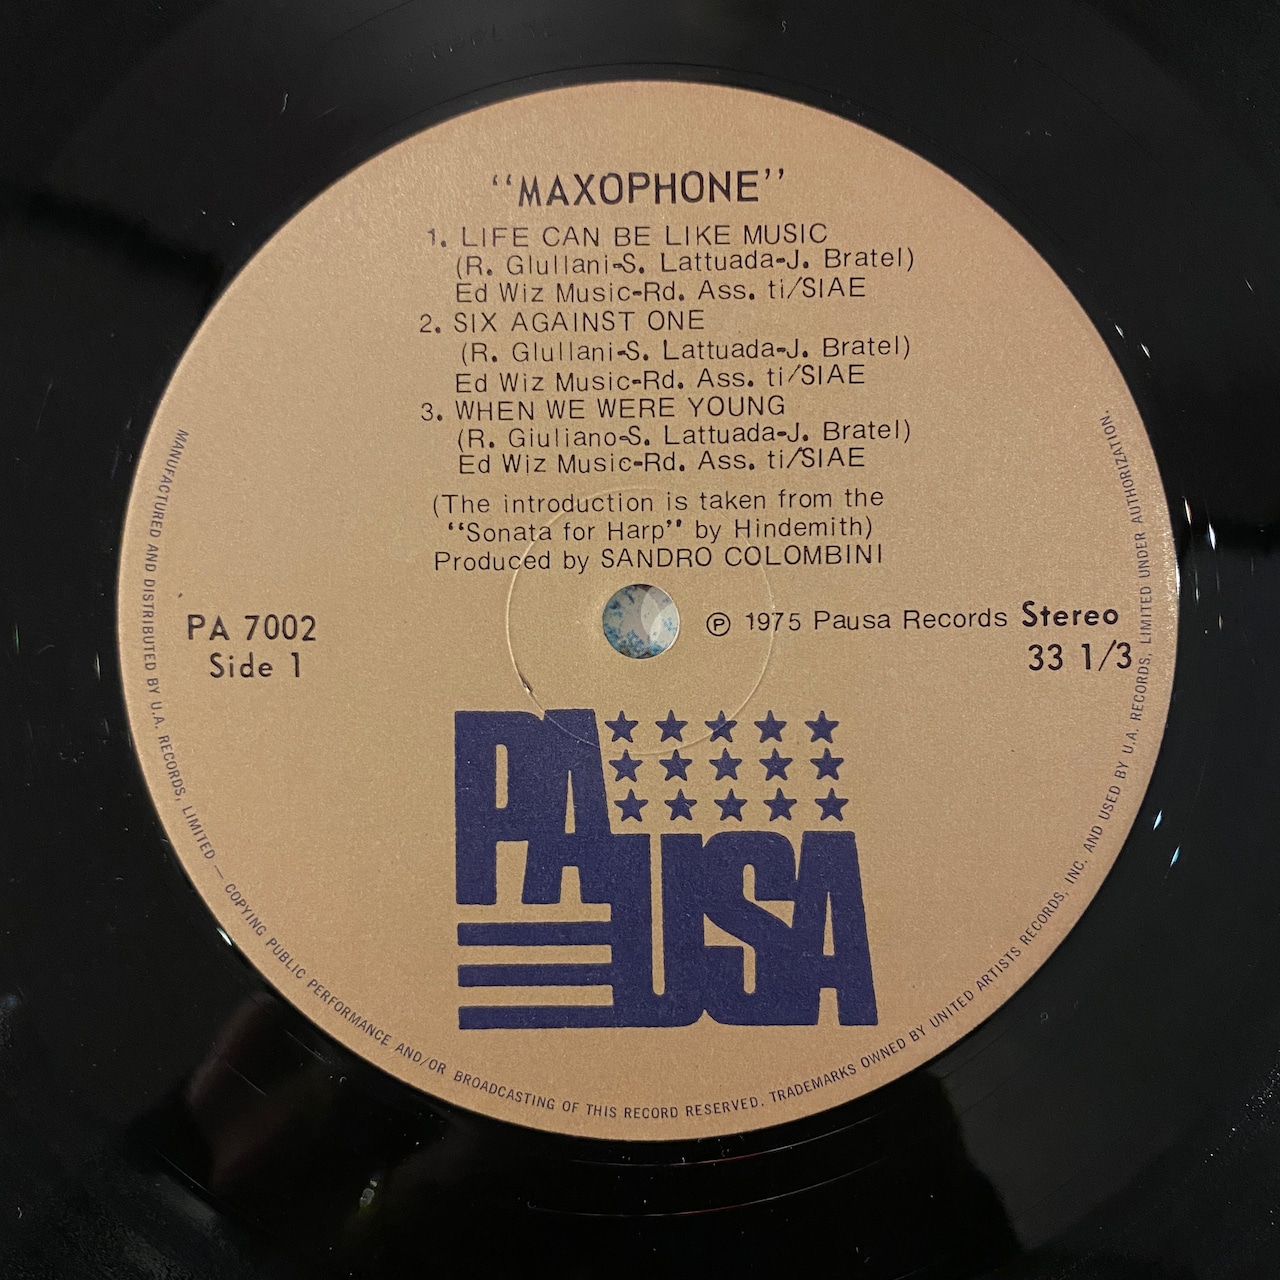 “MAXOPHONE”
1. LIFE CAN BE LIKE MUSIC
(R. Glullani-S. Lattuada-J. Bratel)
Ed Wiz Music-Rd. Ass. ti/SIAE
2. SIX AGAINST ONE
(R. Glullani-S. Lattuada-J. Bratel)
Ed Wiz Music-Rd. Ass. ti/SIAE
3. WHEN WE WERE YOUNG
(R. Giuliano-S. Lattuada-J. Bratel)
Ed Wiz Music-Rd. Ass. ti/SIAE
(The introduction is taken from the
“Sonata for Harp” by Hindemith)
Produced by SANDRO COLOMBINI
PA 7002
Side 1
℗ 1975 Pausa Records
Stereo
33 1/3
PAUSA
MANUFACTURED AND DISTRIBUTED BY U.A. RECORDS, LIMITED — COPYING PUBLIC PERFORMANCE AND/OR BROADCASTING OF THIS RECORD RESERVED. TRADEMARKS OWNED BY UNITED ARTISTS RECORDS, INC. AND USED BY U.A. RECORDS, LIMITED UNDER AUTHORIZATION.